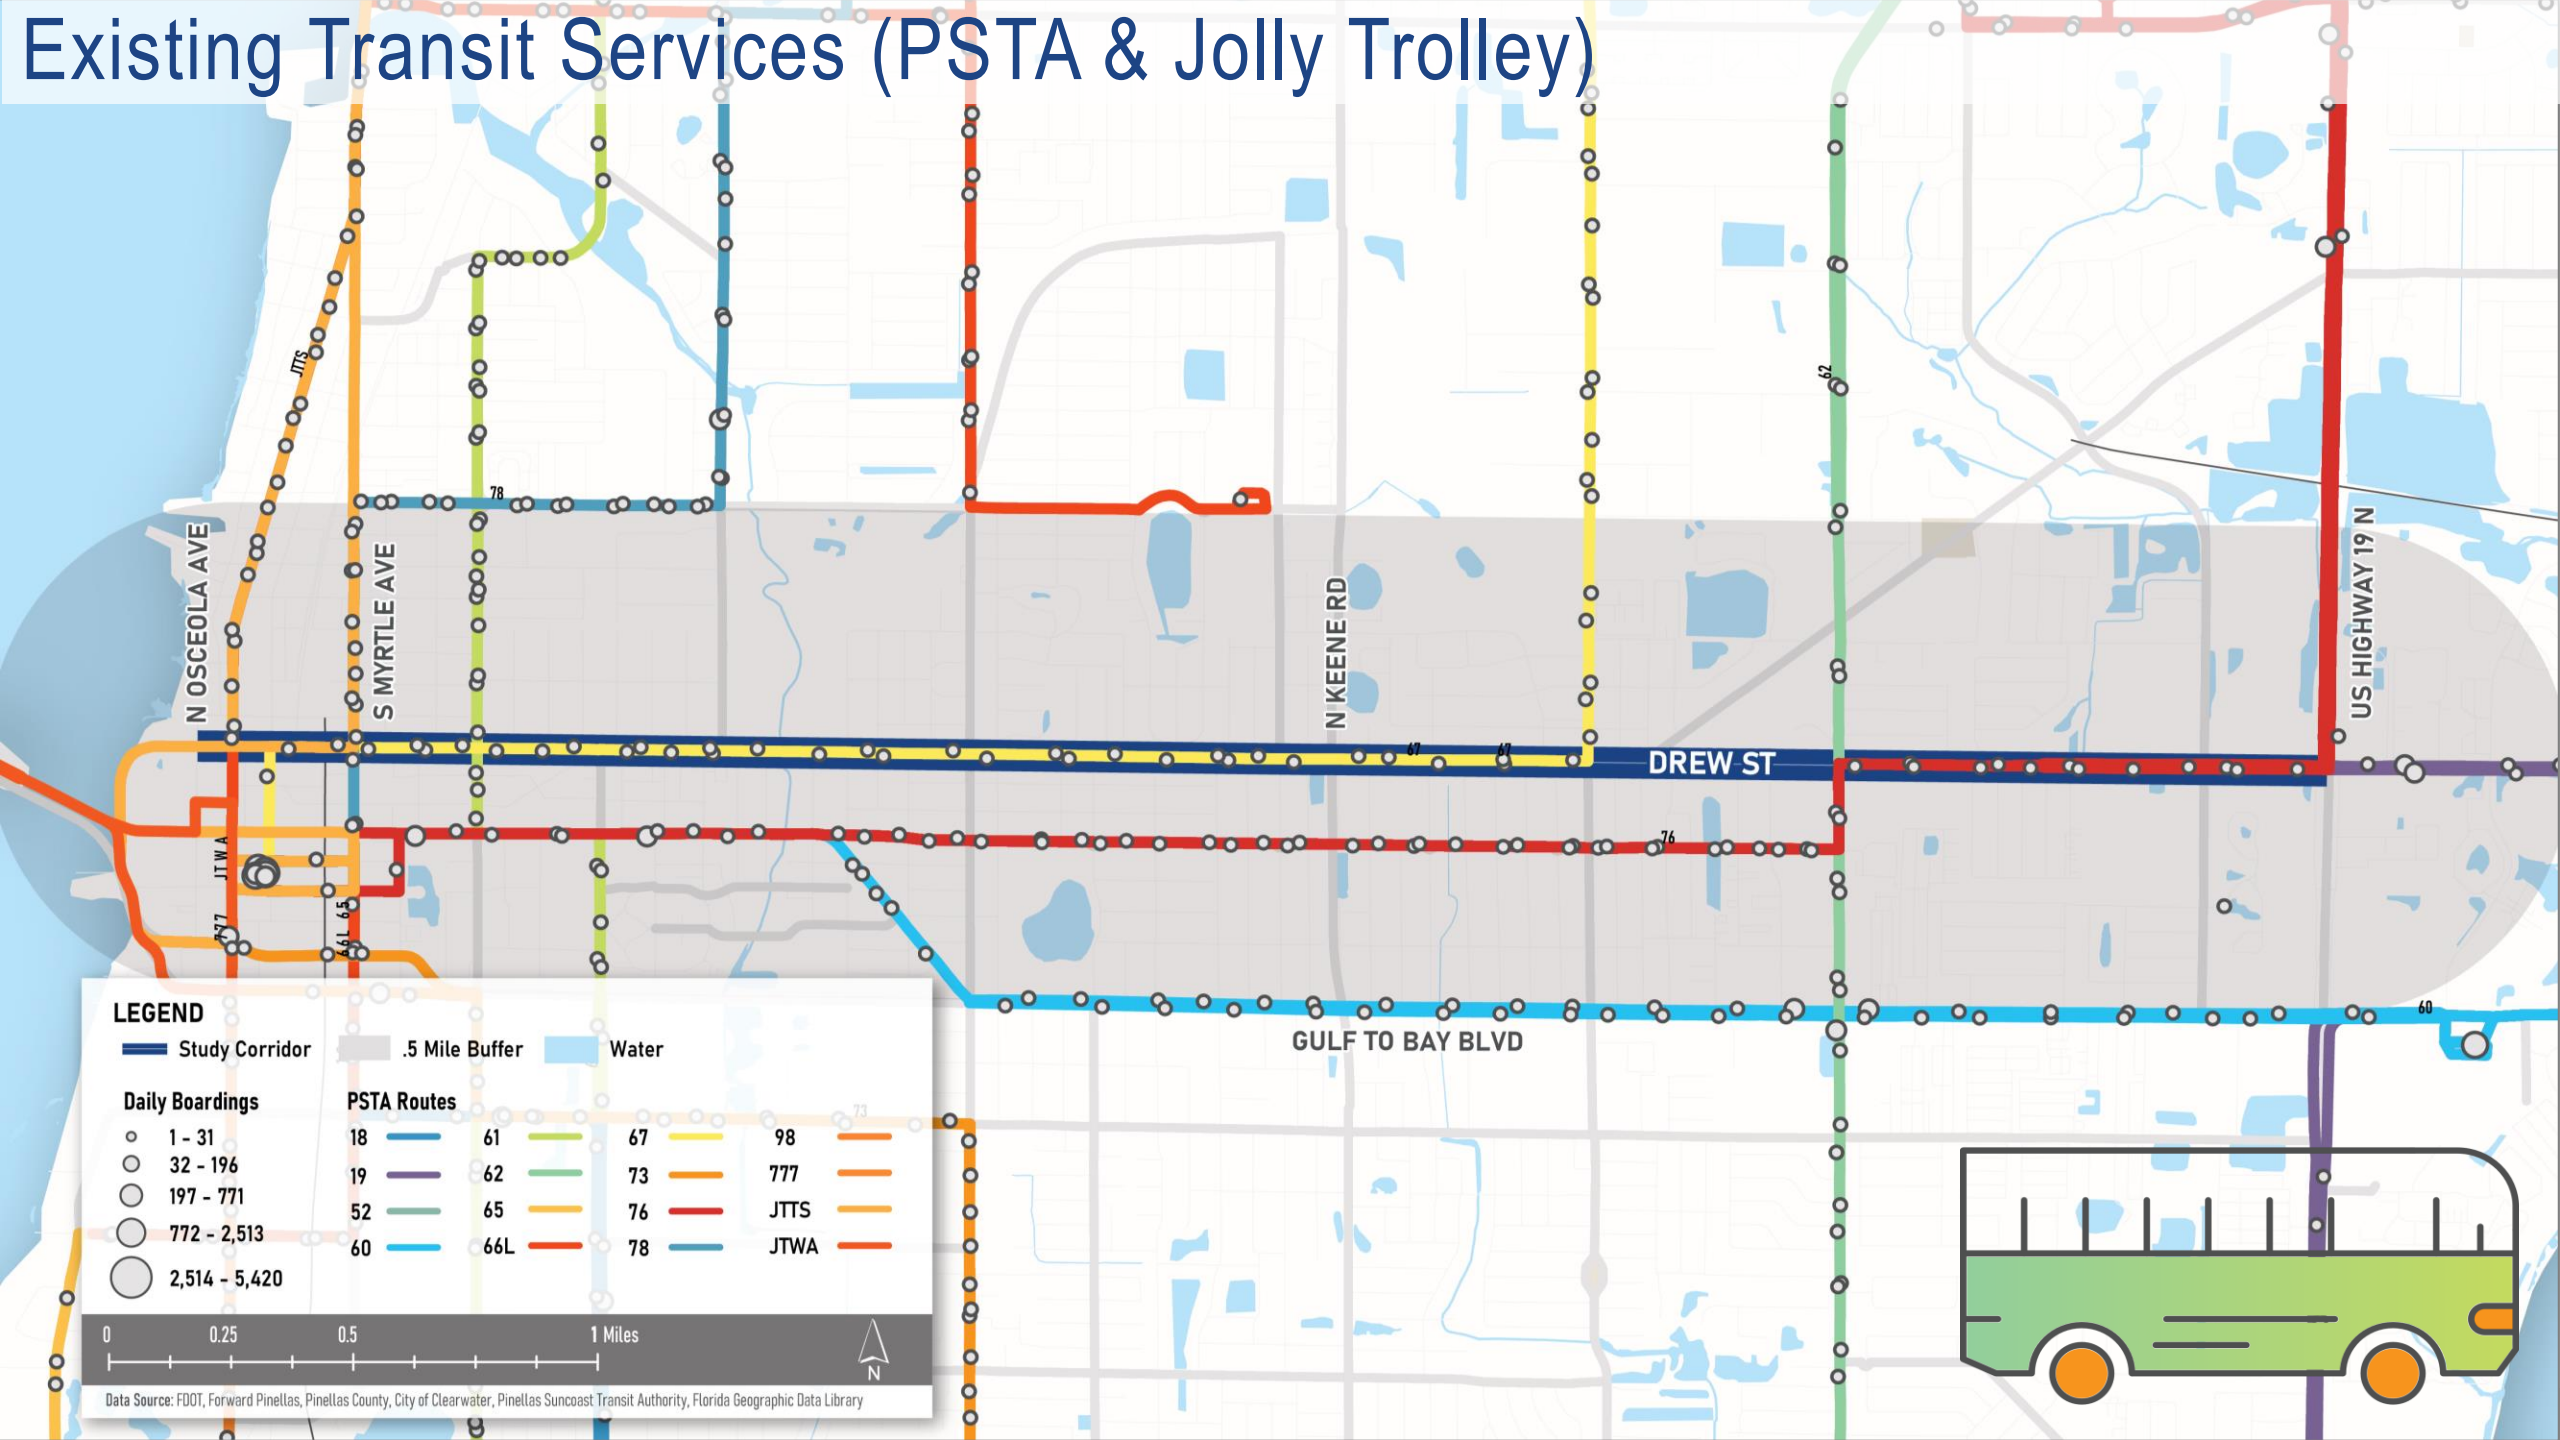 Existing Transit Services (PSTA & Jolly Trolley)
JTTS
62
78
N OSCEOLA AVE
S MYRTLE AVE
N KEENE RD
US HIGHWAY 19 N
67
67
DREW ST
JTWA
76
777
66L 65
60
GULF TO BAY BLVD
73
LEGEND
Study Corridor
.5 Mile Buffer
Water
Daily Boardings
1 - 31
32 - 196
197 - 771
772 - 2,513
2,514 - 5,420
PSTA Routes
18
19
52
60
61
62
65
66L
67
73
76
78
98
777
JTTS
JTWA
0 0.25 0.5 1 Miles
N
Data Source: FDOT, Forward Pinellas, Pinellas County, City of Clearwater, Pinellas Suncoast Transit Authority, Florida Geographic Data Library